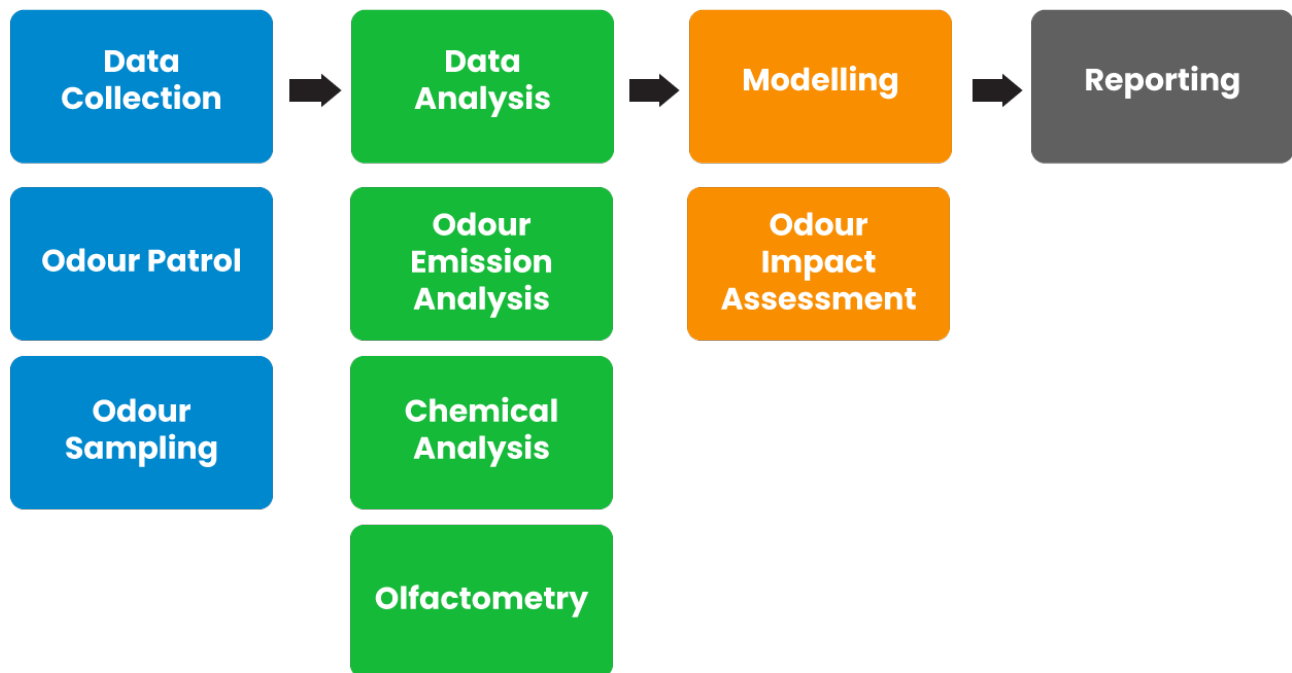 Data
Collection
Data
Analysis
Modelling
Reporting
Odour Patrol
Odour
Emission
Analysis
Odour
Impact
Assessment
Odour
Sampling
Chemical
Analysis
Olfactometry